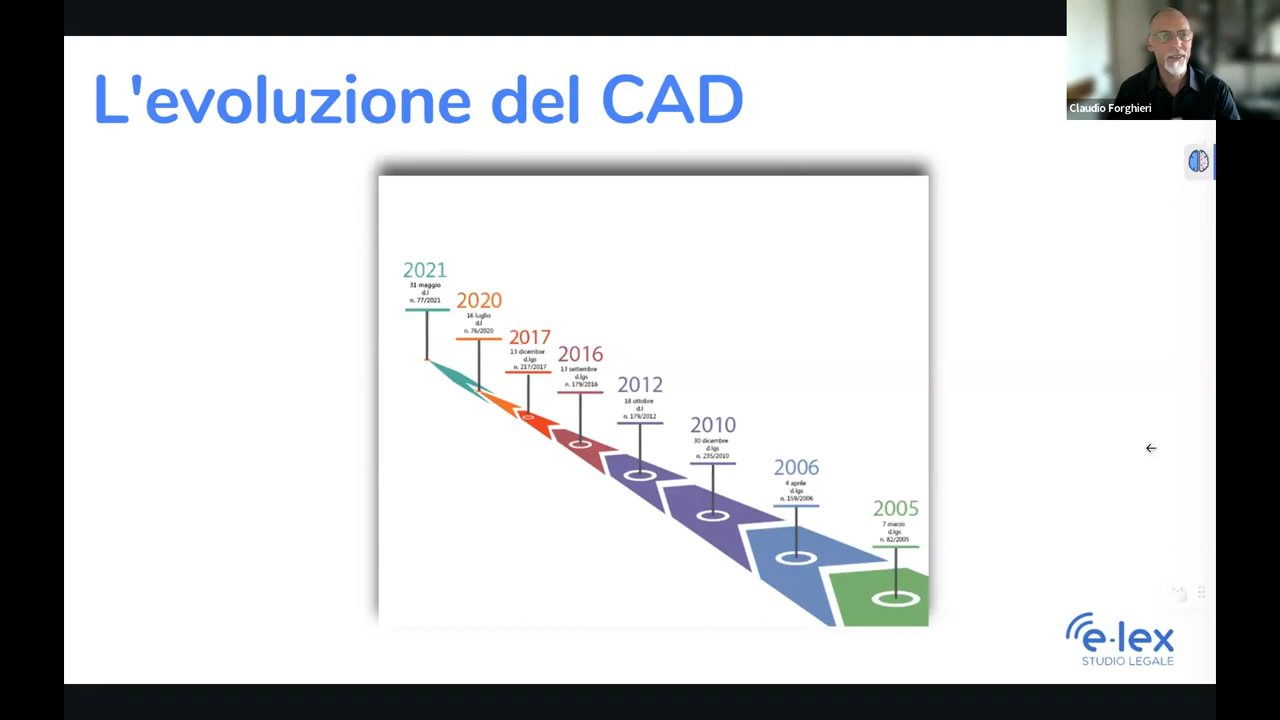 L'evoluzione del CAD
Claudio Forghieri
2021
31 maggio
d.l
n. 77/2021
2020
16 luglio
d.l
n. 76/2020
2017
13 dicembre
d.lgs
n. 217/2017
2016
13 settembre
d.lgs
n. 179/2016
2012
18 ottobre
d.l
n. 179/2012
2010
30 dicembre
d.lgs
n. 235/2010
2006
4 aprile
d.lgs
n. 159/2006
2005
7 marzo
d.lgs
n. 82/2005
e-lex
STUDIO LEGALE